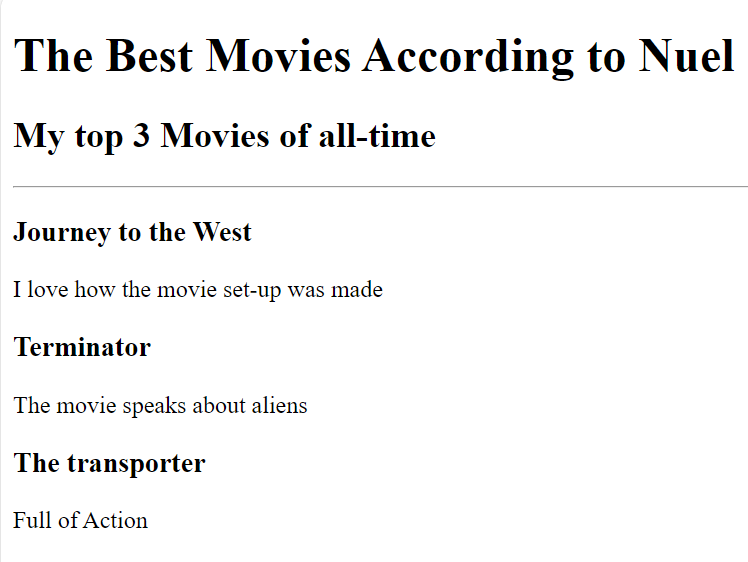 The Best Movies According to Nuel
My top 3 Movies of all-time
Journey to the West
I love how the movie set-up was made
Terminator
The movie speaks about aliens
The transporter
Full of Action